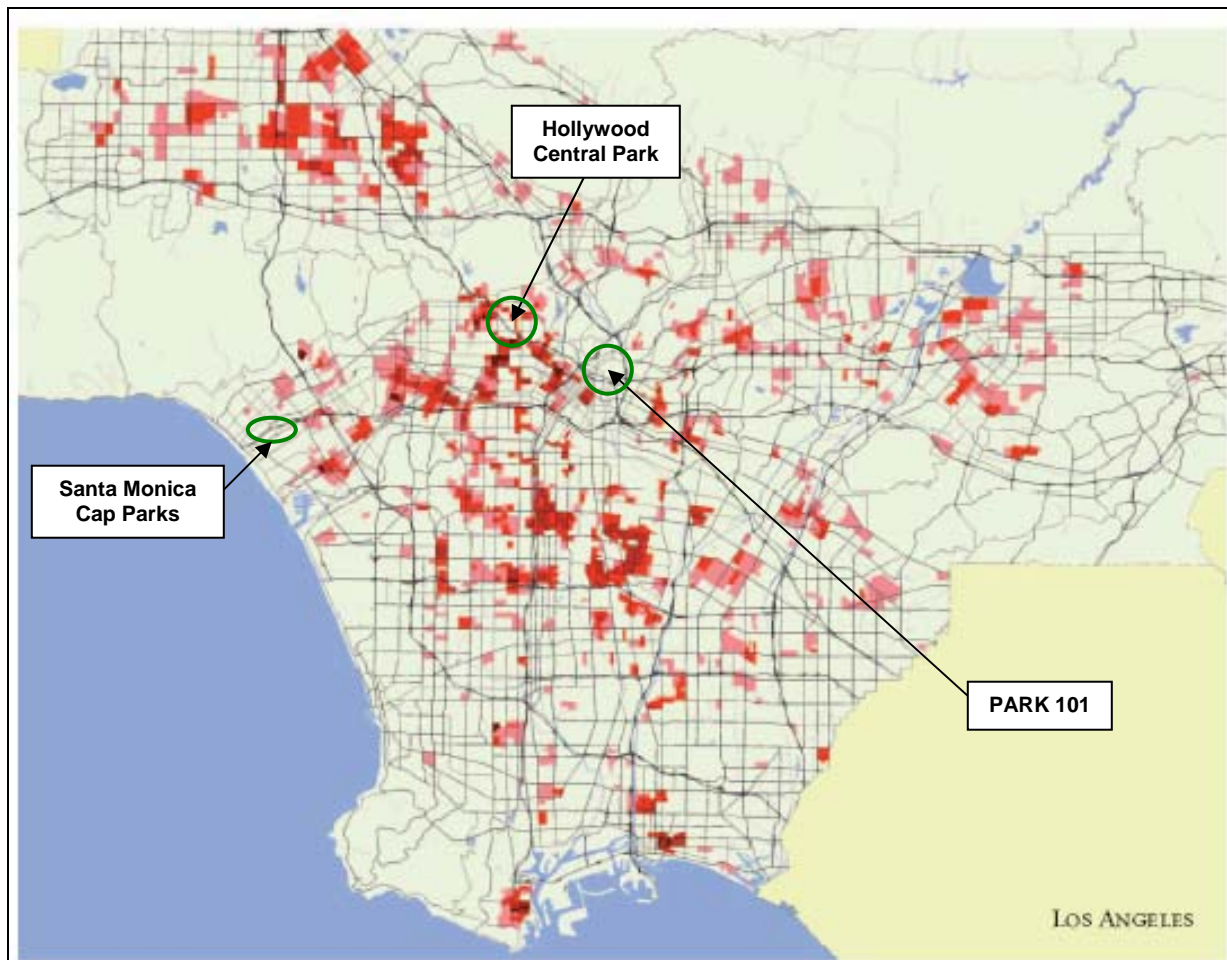 Hollywood
Central Park
Santa Monica
Cap Parks
PARK 101
LOS ANGELES